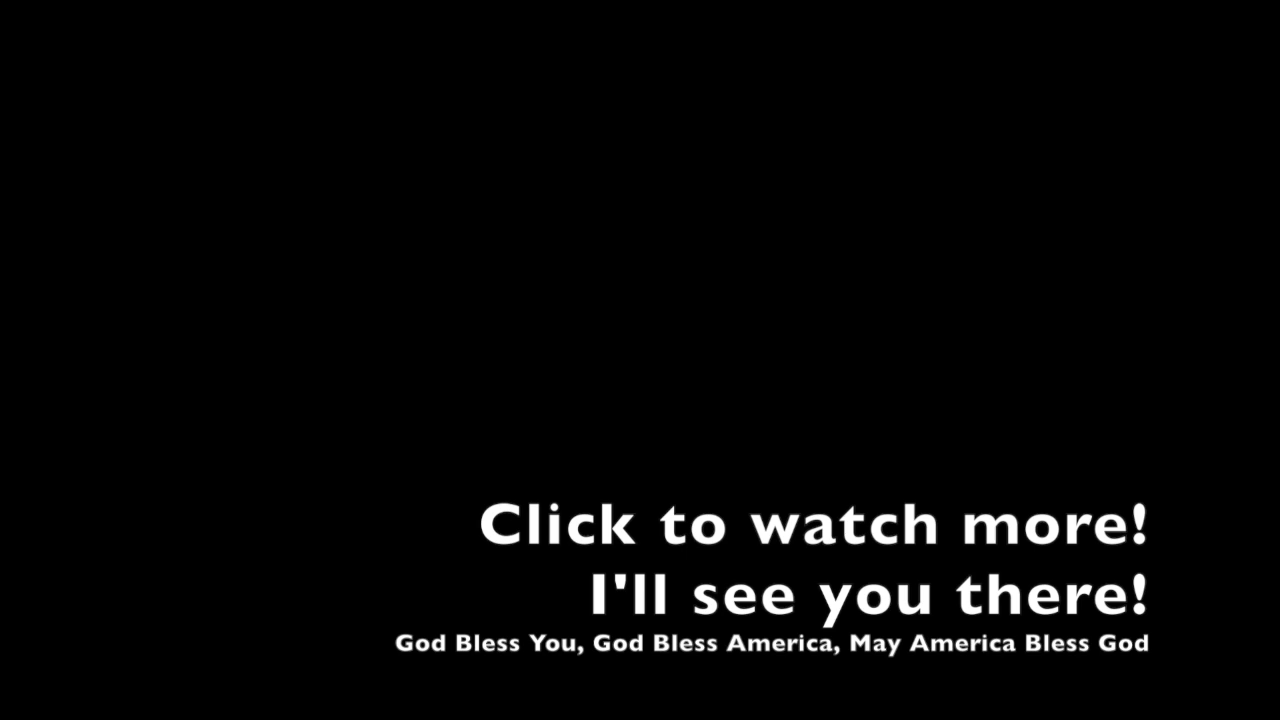 Click to watch more!
I'll see you there!
God Bless You, God Bless America, May America Bless God